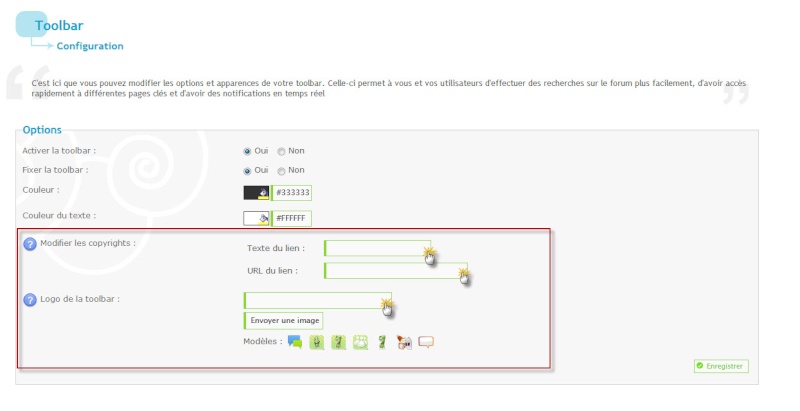 Toolbar
Configuration
C'est ici que vous pouvez modifier les options et apparences de votre toolbar. Celle-ci permet à vous et vos utilisateurs d'effectuer des recherches sur le forum plus facilement, d'avoir accès
rapidement à différentes pages clés et d'avoir des notifications en temps réel
Options
Activer la toolbar : Oui Non
Fixer la toolbar : Oui Non
Couleur : #333333
Couleur du texte : #FFFFFF
Modifier les copyrights : Texte du lien :
URL du lien :
Logo de la toolbar :
Envoyer une image
Modèles :
Enregistrer